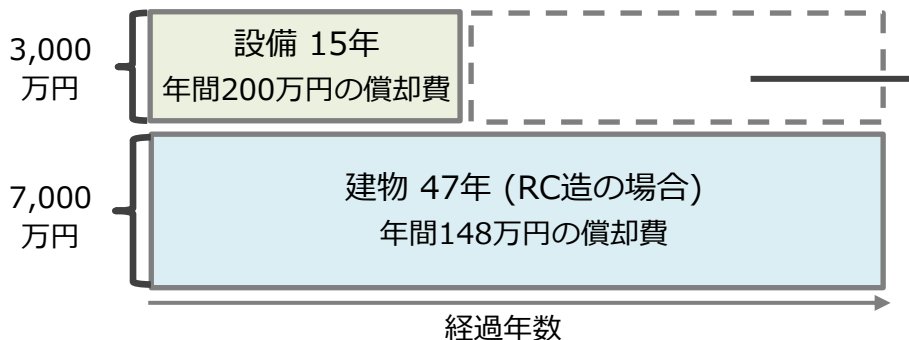 3,000
万円
設備 15年
年間200万円の償却費
7,000
万円
建物 47年 (RC造の場合)
年間148万円の償却費
経過年数